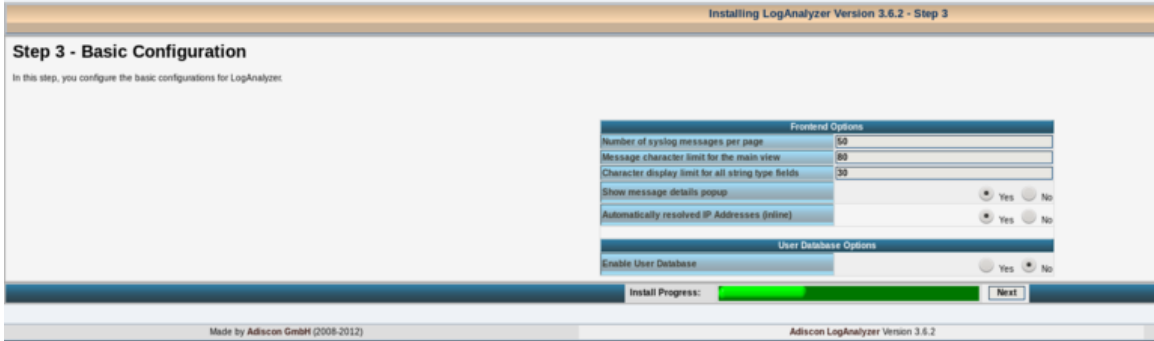 Installing LogAnalyzer Version 3.6.2 - Step 3
Step 3 - Basic Configuration
In this step, you configure the basic configurations for LogAnalyzer.
Frontend Options
Number of syslog messages per page 50
Message character limit for the main view 80
Character display limit for all string type fields 30
Show message details popup Yes No
Automatically resolved IP Addresses (inline) Yes No
User Database Options
Enable User Database Yes No
Install Progress: Next
Made by Adiscon GmbH (2008-2012) Adiscon LogAnalyzer Version 3.6.2